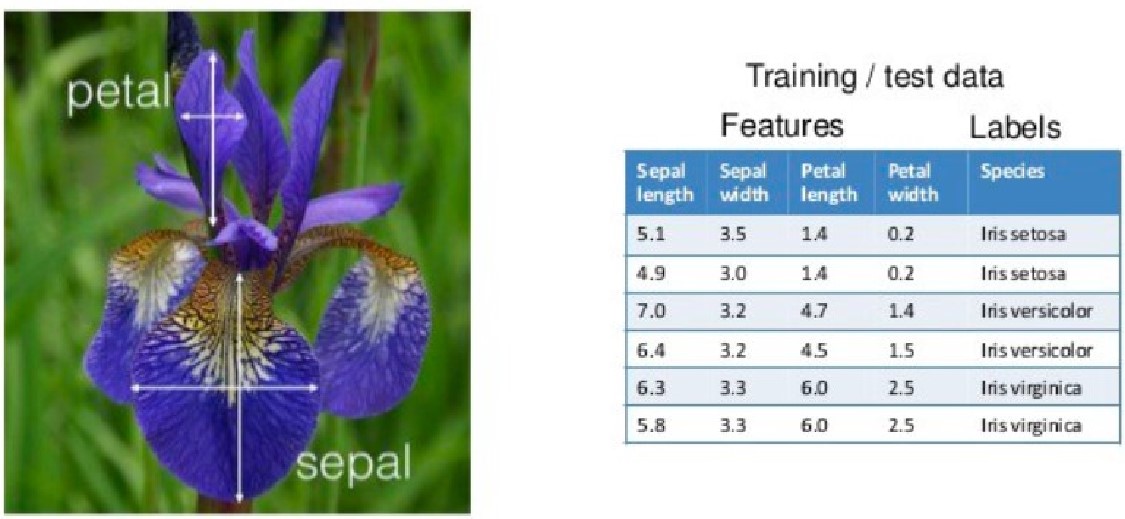 petal
sepal
Training / test data
Features Labels
Sepal length Sepal width Petal length Petal width Species
5.1 3.5 1.4 0.2 Iris setosa
4.9 3.0 1.4 0.2 Iris setosa
7.0 3.2 4.7 1.4 Iris versicolor
6.4 3.2 4.5 1.5 Iris versicolor
6.3 3.3 6.0 2.5 Iris virginica
5.8 3.3 6.0 2.5 Iris virginica